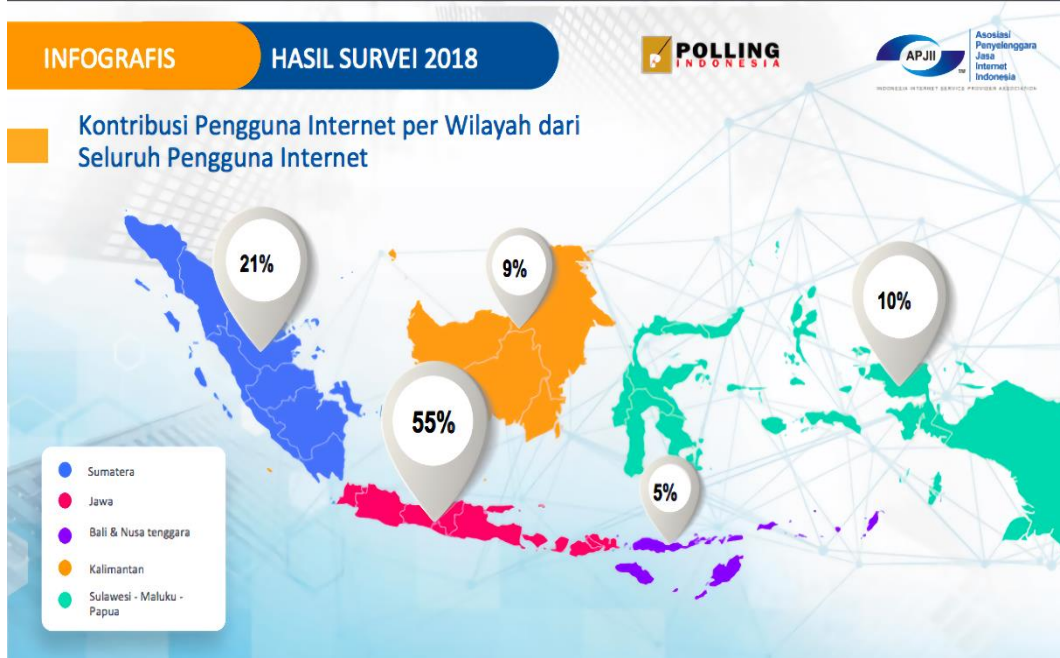 INFOGRAFIS
HASIL SURVEI 2018
POLLING
INDONESIA
APJII
TM
Asosiasi
Penyelenggara
Jasa
Internet
Indonesia
INDONESIA INTERNET SERVICE PROVIDER ASSOCIATION
Kontribusi Pengguna Internet per Wilayah dari
Seluruh Pengguna Internet
21%
9%
10%
55%
5%
Sumatera
Jawa
Bali & Nusa tenggara
Kalimantan
Sulawesi - Maluku -
Papua